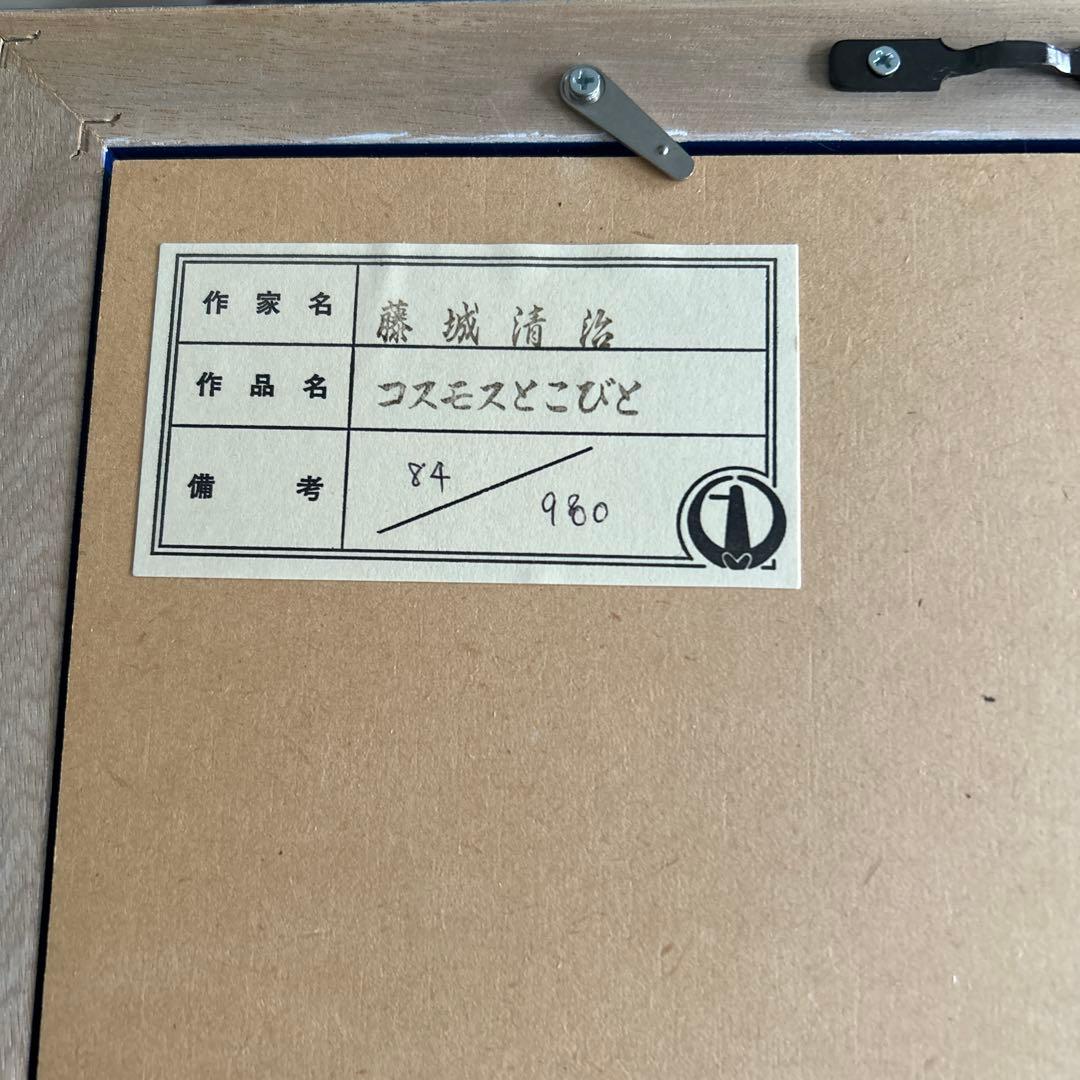 作家名 藤城清治
作品名 コスモスとこびと
備考 84/980